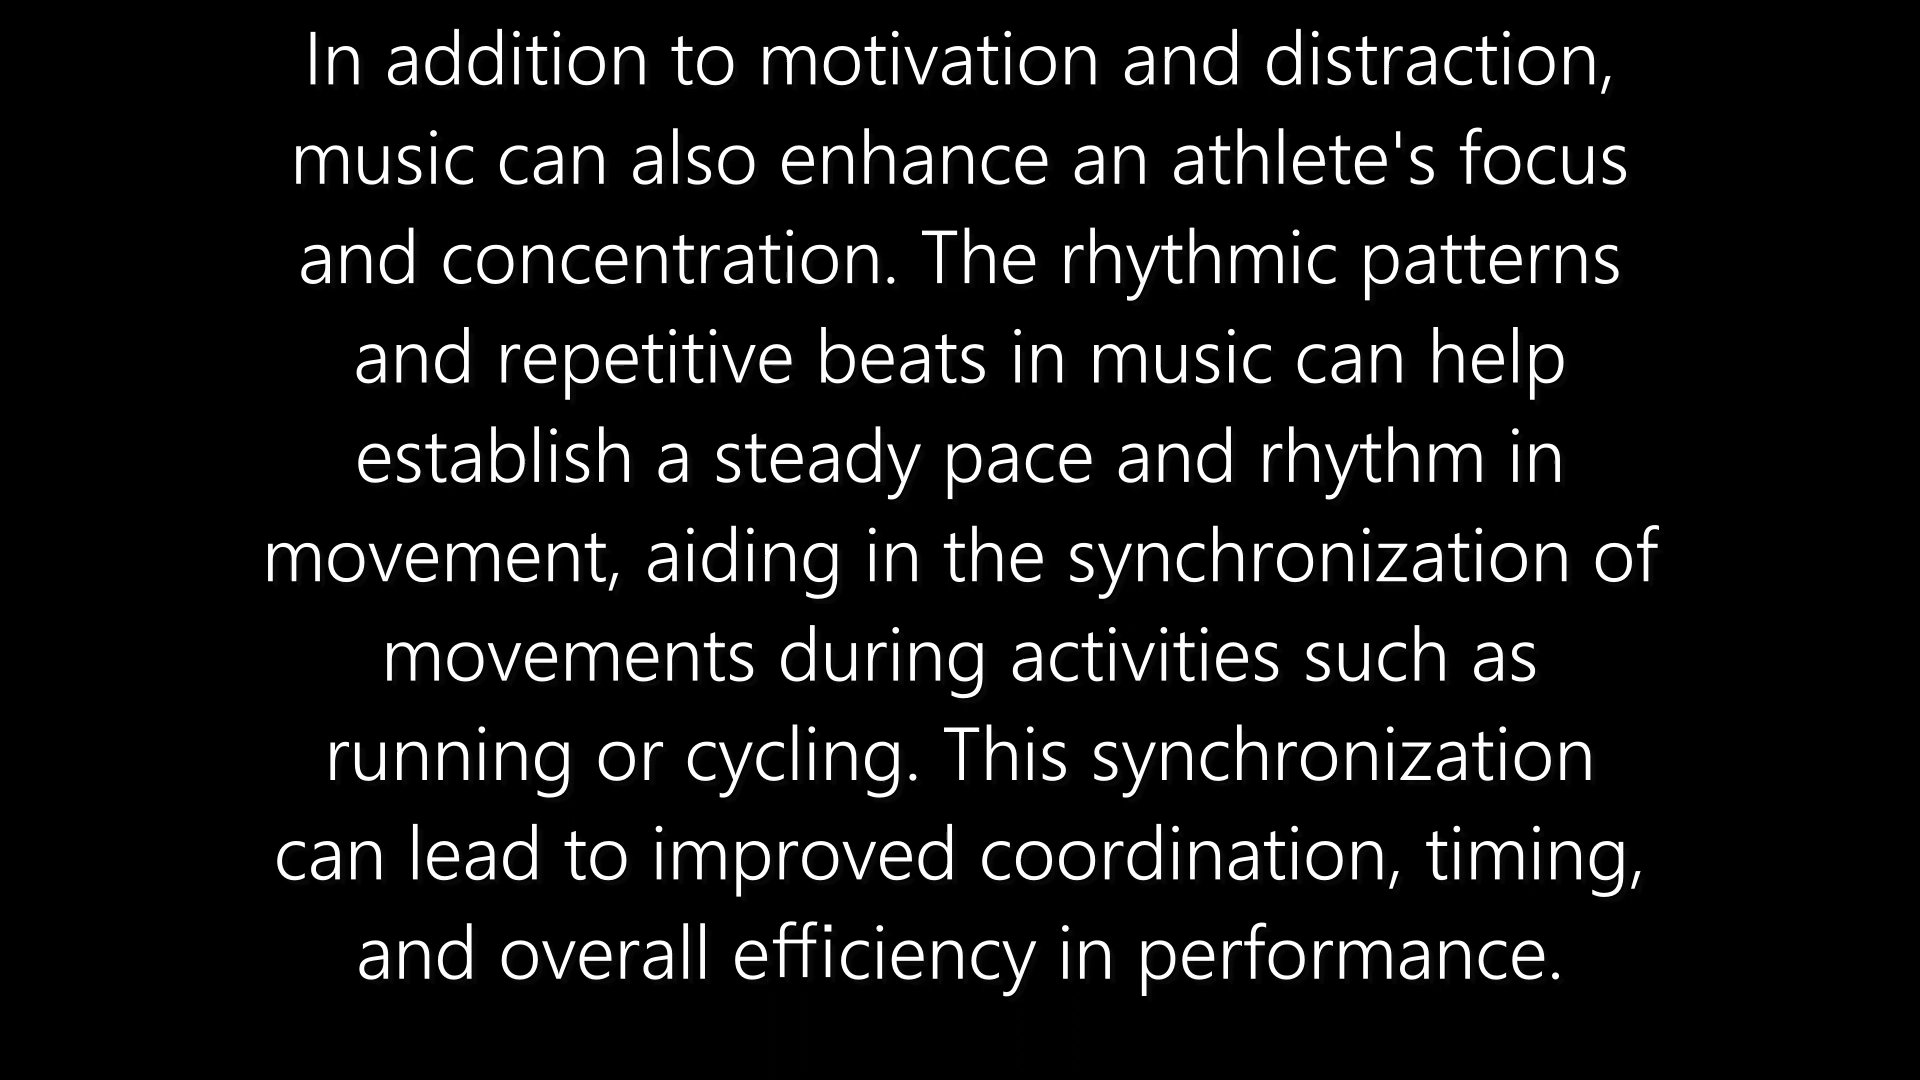 In addition to motivation and distraction,
music can also enhance an athlete's focus
and concentration. The rhythmic patterns
and repetitive beats in music can help
establish a steady pace and rhythm in
movement, aiding in the synchronization of
movements during activities such as
running or cycling. This synchronization
can lead to improved coordination, timing,
and overall efficiency in performance.